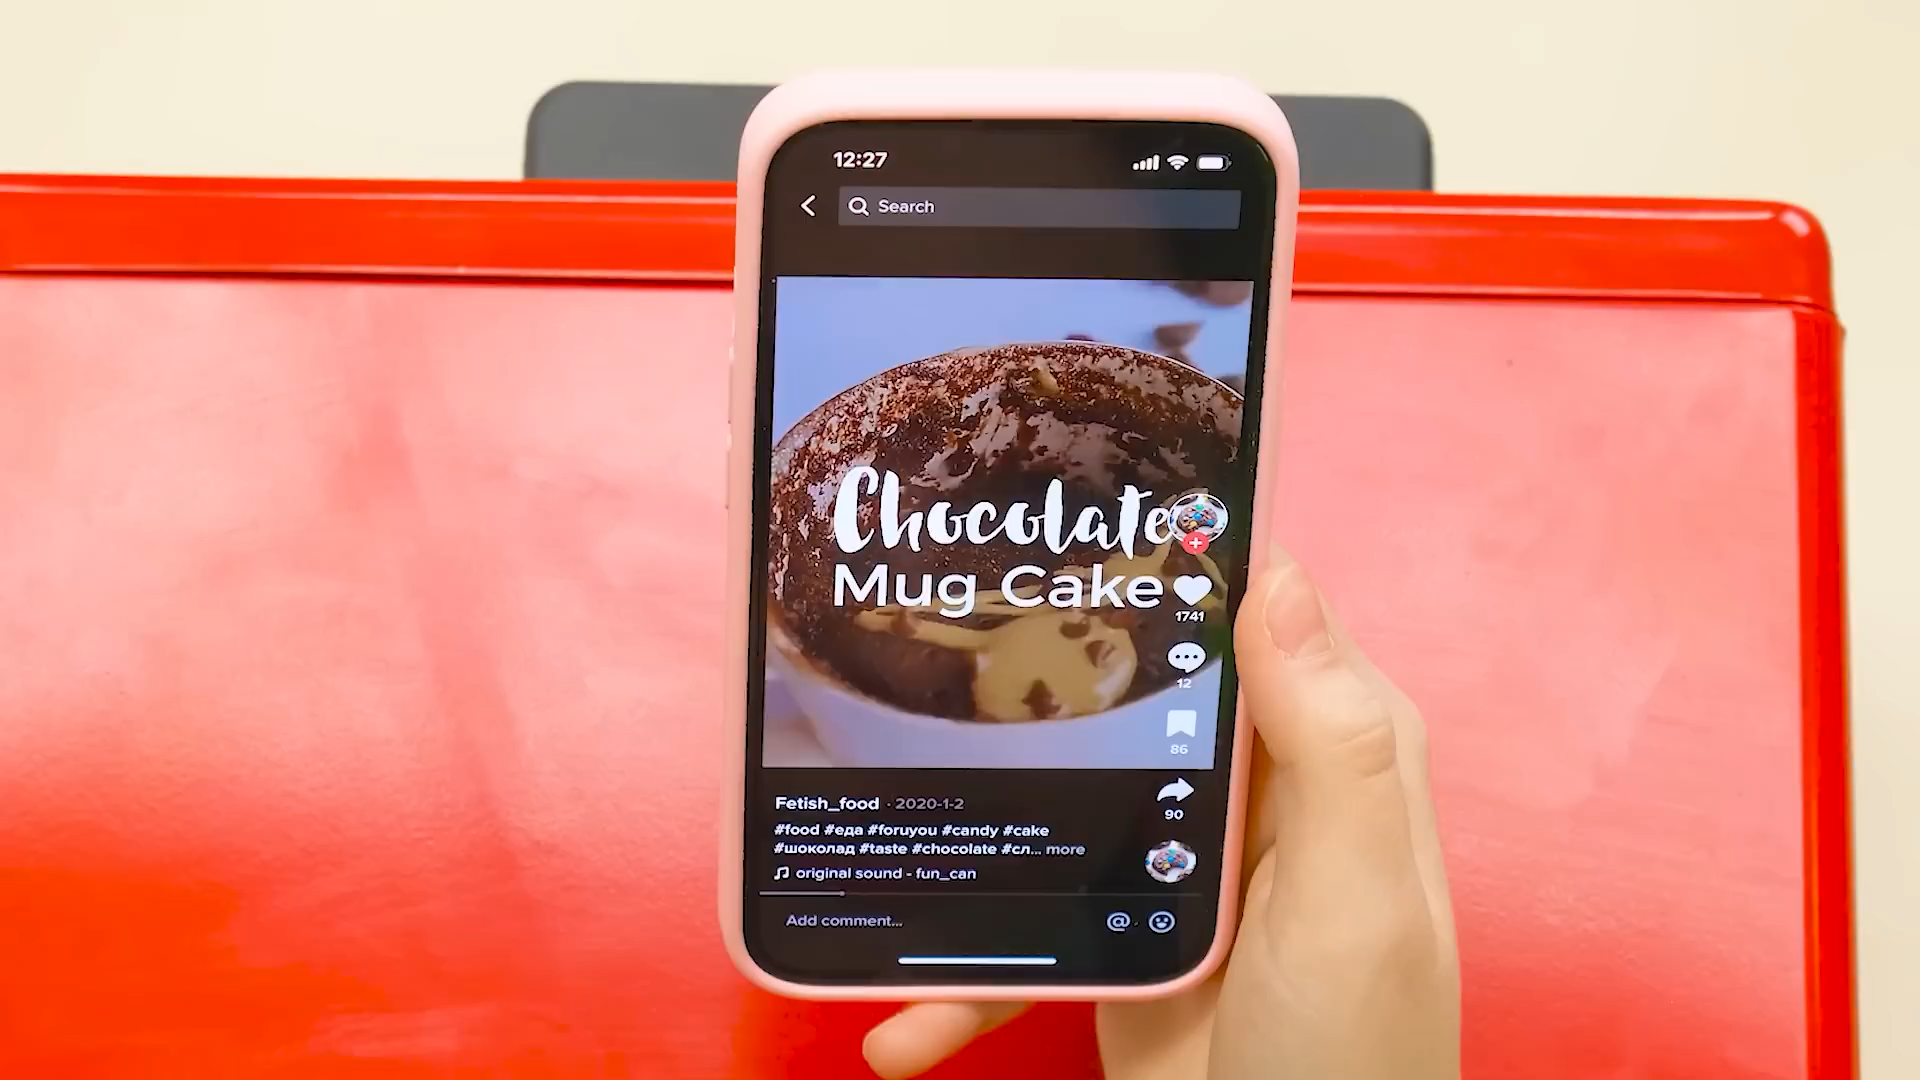 12:27
Search
Chocolate
Mug Cake
1741
12
86
90
Fetish_food · 2020-1-2
#food #еда #foruyou #candy #cake
#шоколад #taste #chocolate #сл... more
original sound - fun_can
Add comment...